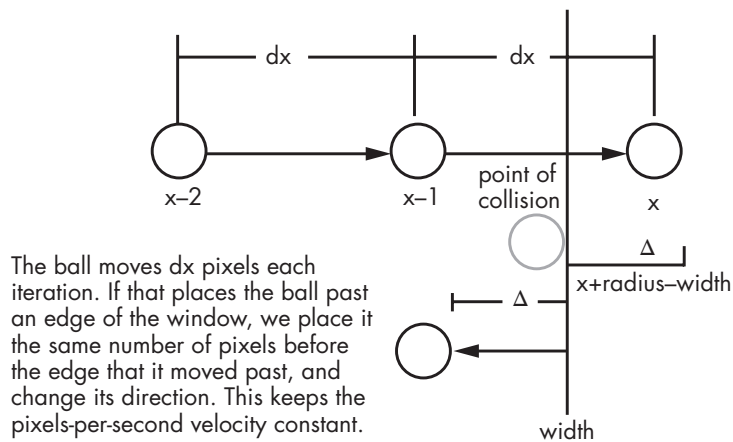 dx
dx
x–2
x–1
point of
collision
x
Δ
x+radius–width
The ball moves dx pixels each
iteration. If that places the ball past
an edge of the window, we place it
the same number of pixels before
the edge that it moved past, and
change its direction. This keeps the
pixels-per-second velocity constant.
Δ
width